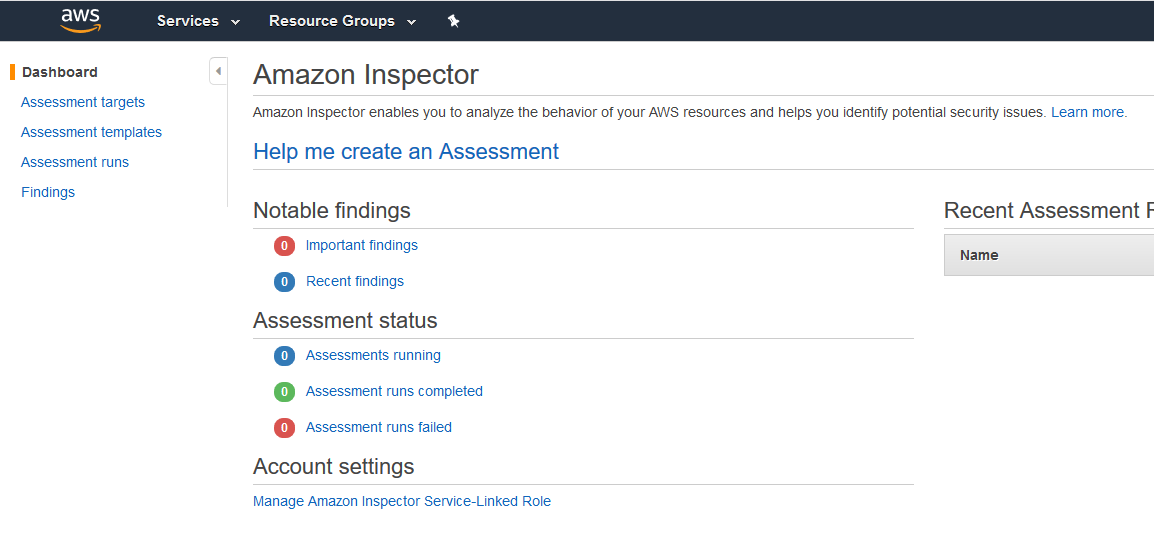 aws
Services Resource Groups
Dashboard
Assessment targets
Assessment templates
Assessment runs
Findings
Amazon Inspector
Amazon Inspector enables you to analyze the behavior of your AWS resources and helps you identify potential security issues. Learn more.
Help me create an Assessment
Notable findings
0 Important findings
0 Recent findings
Assessment status
0 Assessments running
0 Assessment runs completed
0 Assessment runs failed
Account settings
Manage Amazon Inspector Service-Linked Role
Recent Assessment
Name